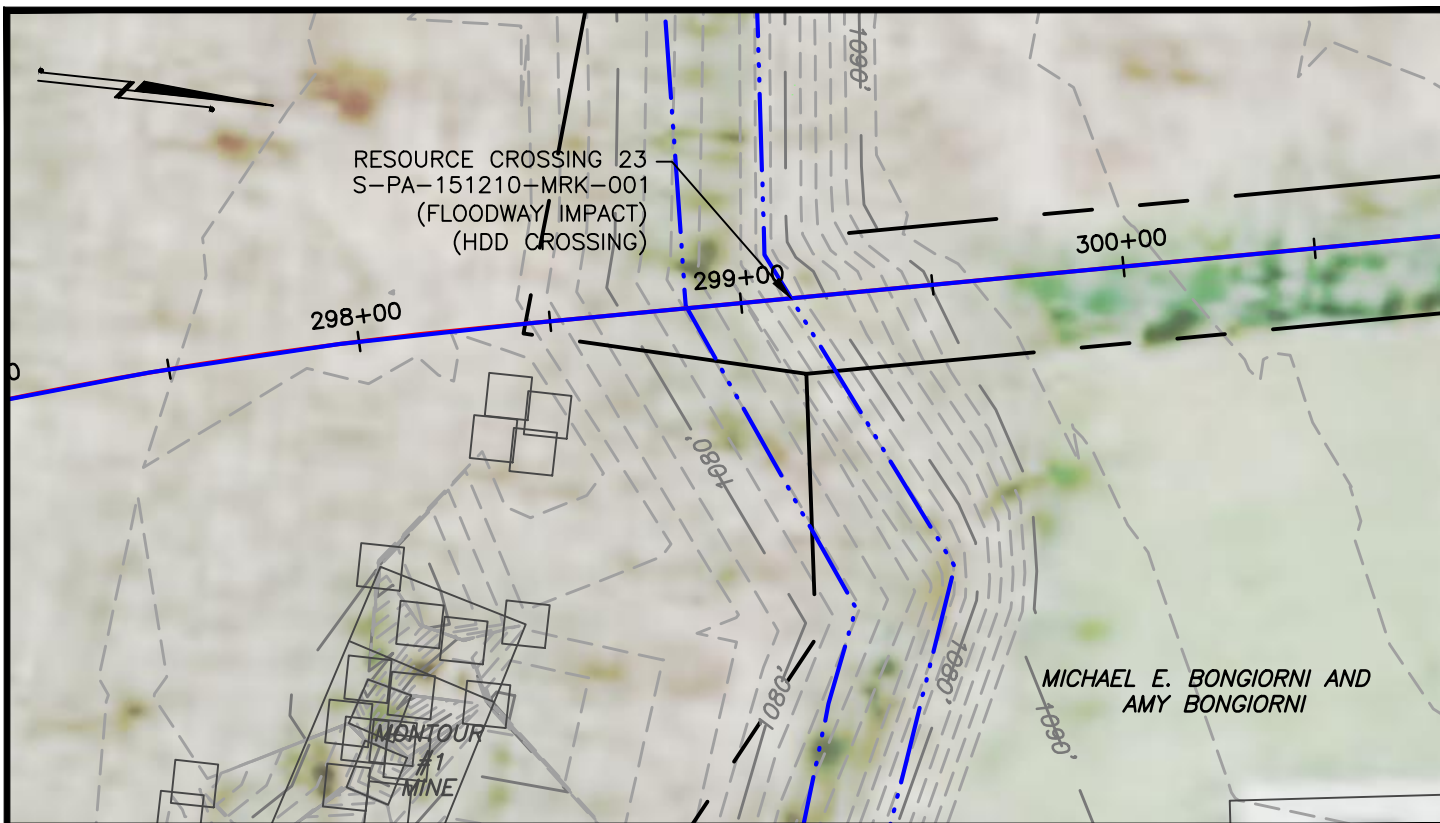 1090'
RESOURCE CROSSING 23
S-PA-151210-MRK-001
(FLOODWAY IMPACT)
(HDD CROSSING)
298+00
299+00
300+00
0
1080'
1080'
1080'
1090'
MICHAEL E. BONGIORNI AND
AMY BONGIORNI
MONTOUR
#1
MINE